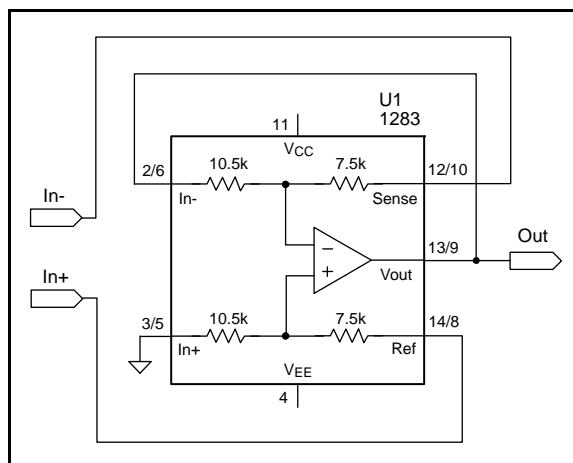 U1
1283
11
VCC
10.5k
7.5k
2/6
12/10
In-
In-
Sense
Out
13/9
Vout
In+
10.5k
7.5k
3/5
14/8
In+
Ref
VEE
4